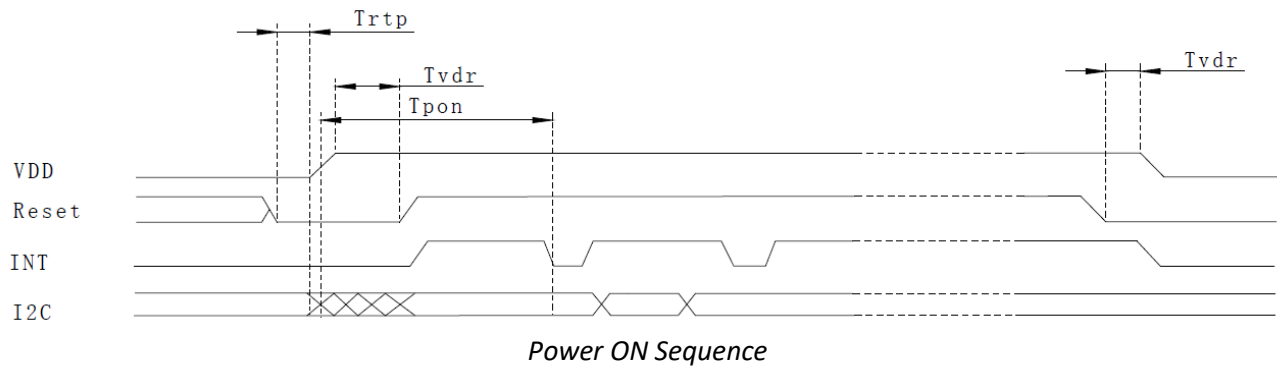 Trtp
Tvdr
Tvdr
Tpon
VDD
Reset
INT
I2C
Power ON Sequence